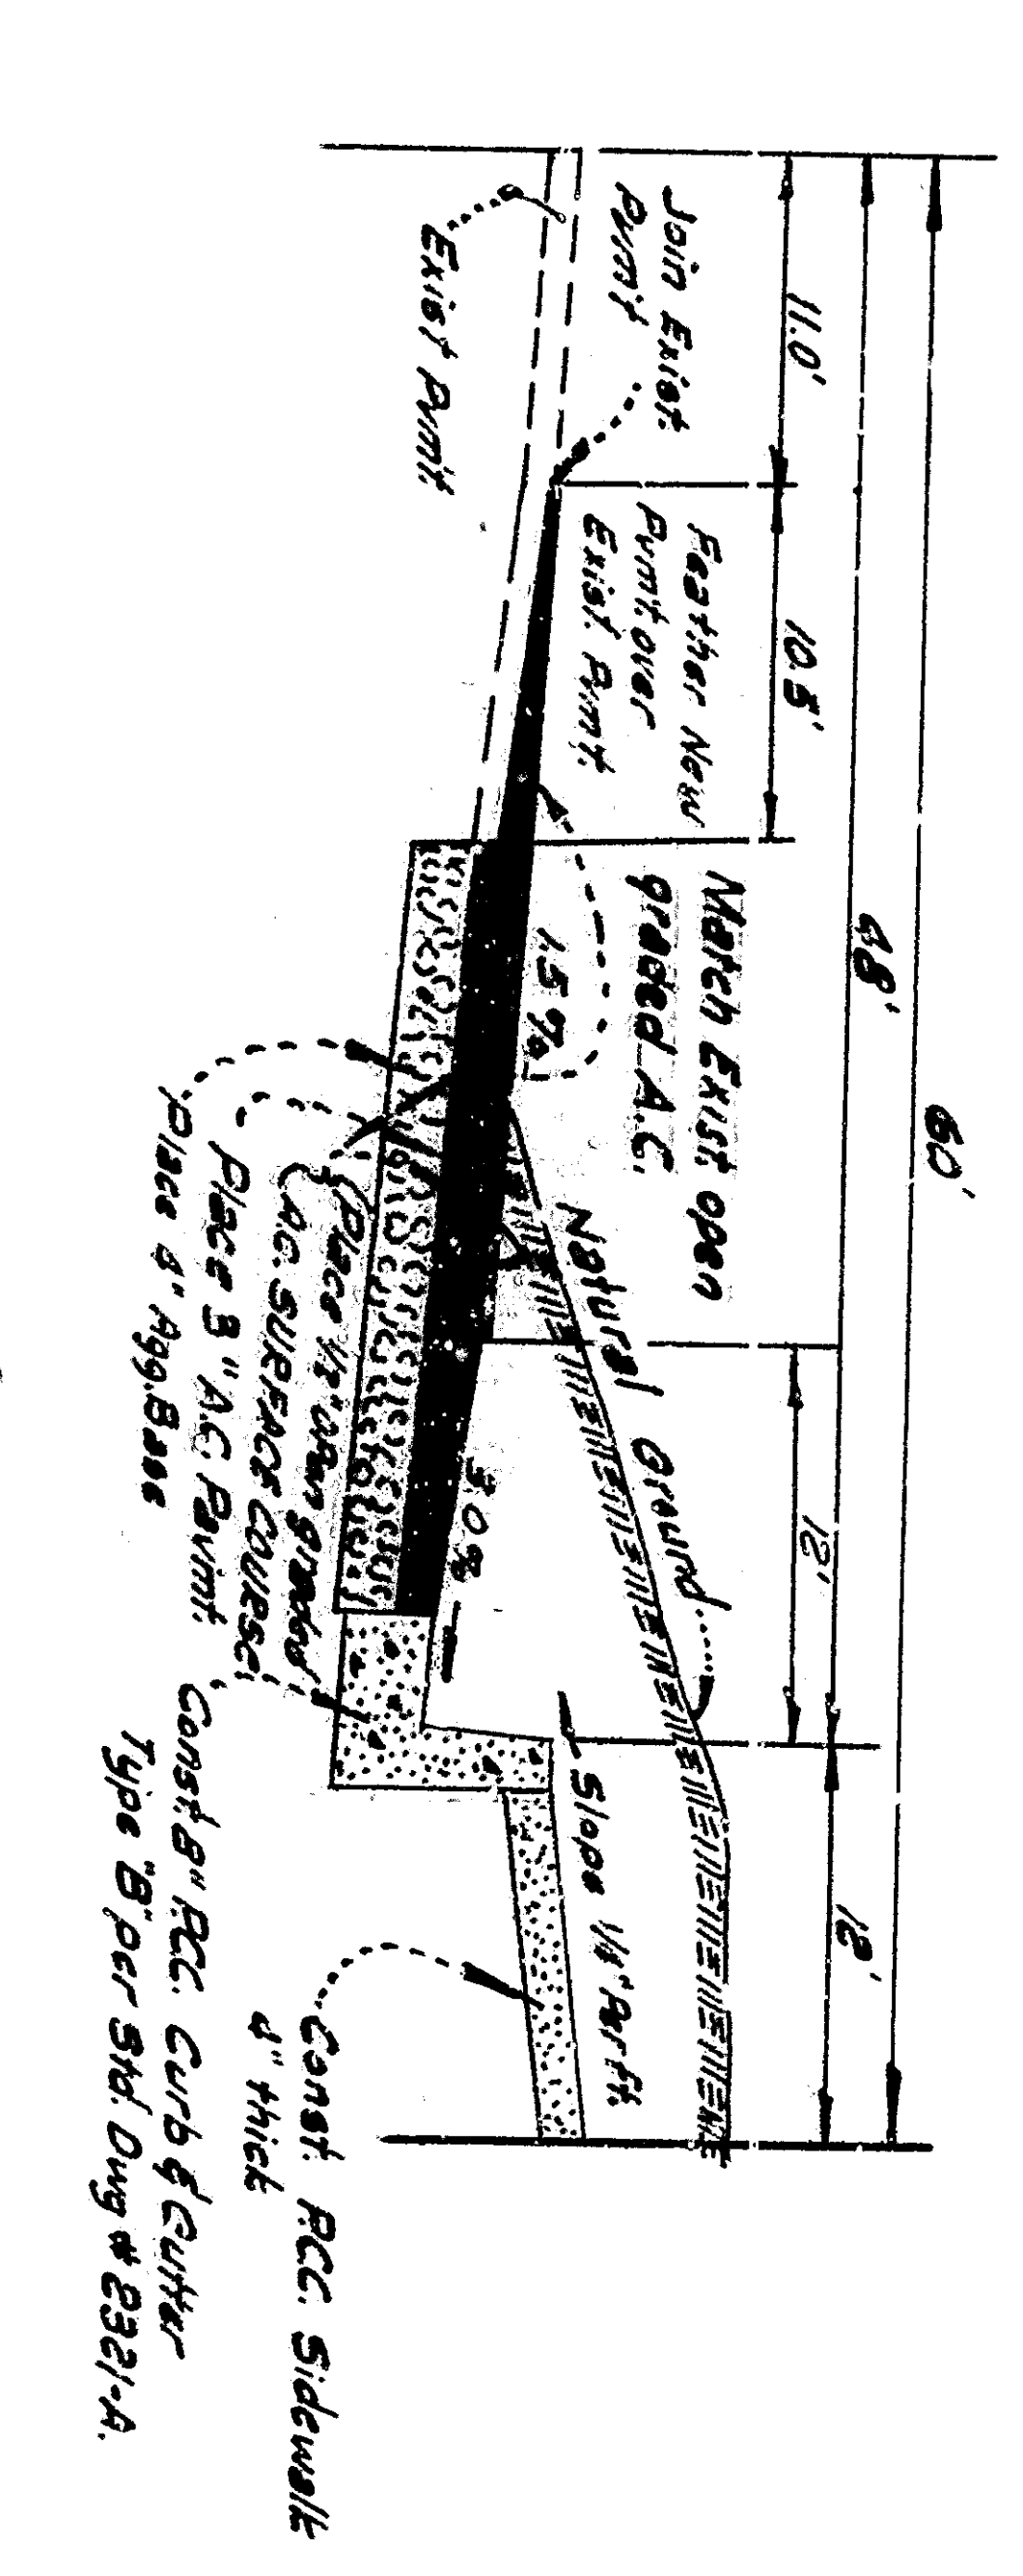 60'
48'
12'
11.0'
10.5'
12'
Join Exist.
Pvmt
Feather New
Pvmt. over
Exist. Pvmt.
Match Exist. open
graded A.C.
1.5 %
Natural Ground
3.0 %
Slope 1/4" Per ft.
Exist Pvmt.
Place 1/2" open graded
A.C. SURFACE COURSE
Place 3" A.C. Pavmt.
Place 4" Agg. Base
Const. P.C.C. Sidewalk
4" thick
Const. 8" P.C.C. Curb & Gutter
Type "B" per Std. Dwg # 2321-A.